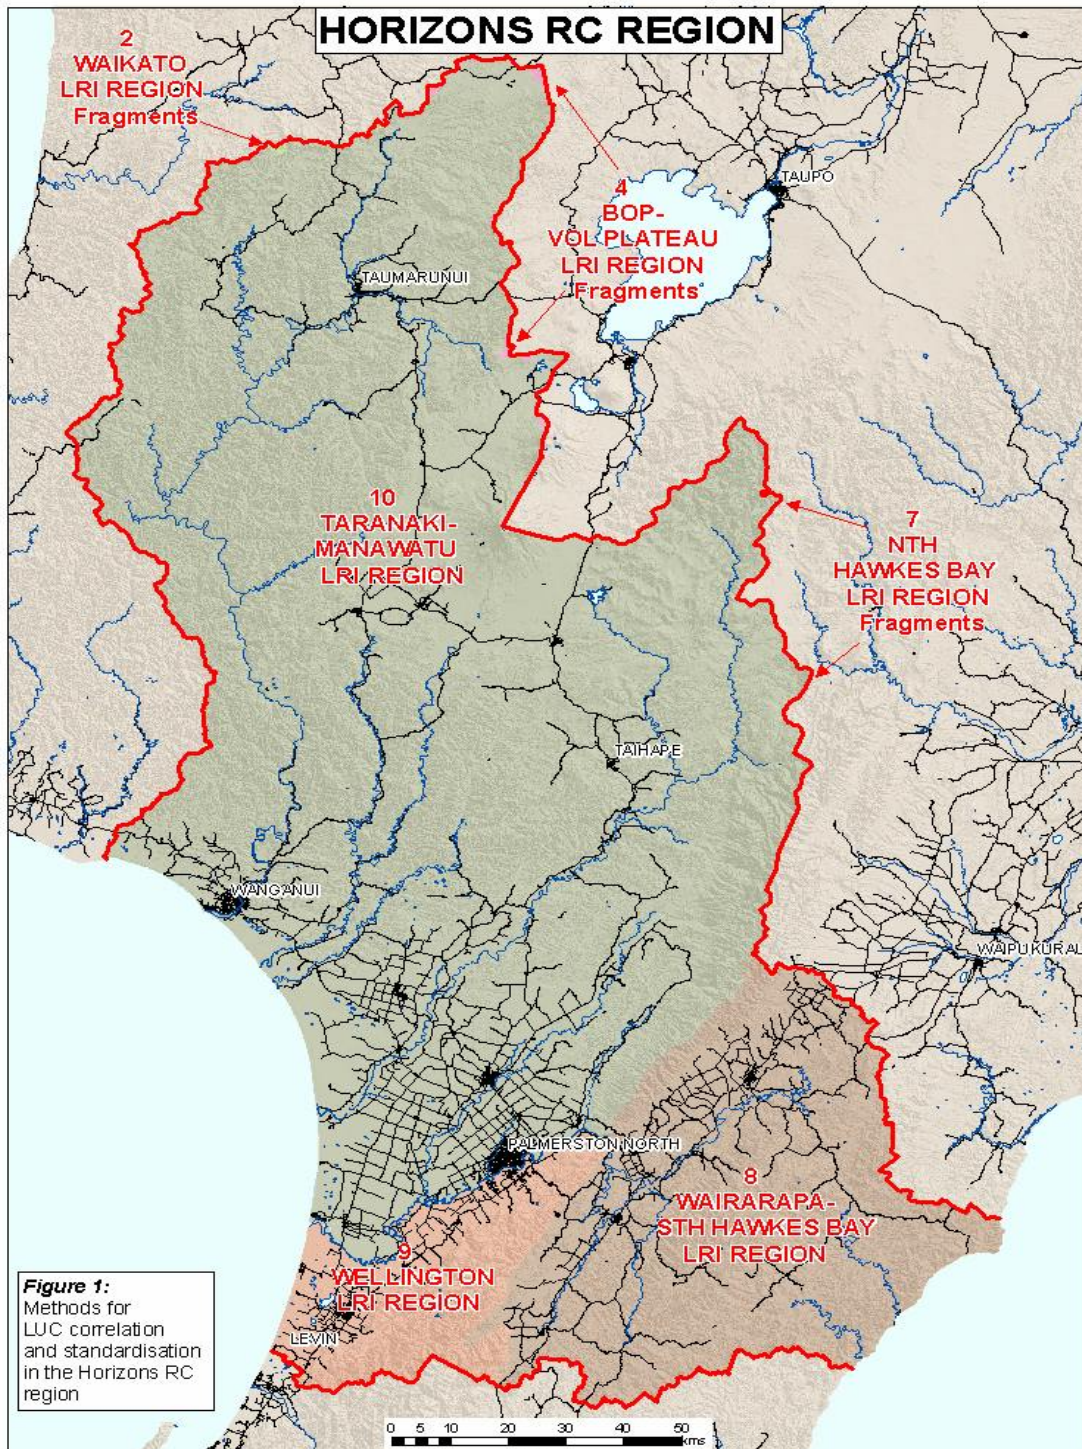 HORIZONS RC REGION
2
WAIKATO
LRI REGION
Fragments
4
BOP-
VOL PLATEAU
LRI REGION
Fragments
TAUPO
TAUMARUNUI
10
TARANAKI-
MANAWATU
LRI REGION
7
NTH
HAWKES BAY
LRI REGION
Fragments
TAIHAPE
WANGANUI
WAIPUKURAU
PALMERSTON NORTH
8
WAIRARAPA-
STH HAWKES BAY
LRI REGION
9
WELLINGTON
LRI REGION
LEVIN
Figure 1:
Methods for
LUC correlation
and standardisation
in the Horizons RC
region
0 5 10 20 30 40 50
kms